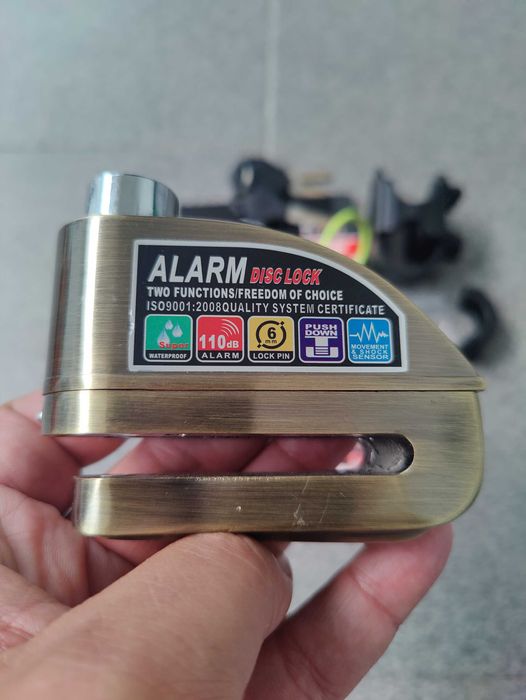 ALARM DISC LOCK
TWO FUNCTIONS/FREEDOM OF CHOICE
ISO9001:2008QUALITY SYSTEM CERTIFICATE
Super
WATERPROOF
110dB
ALARM
6
mm
LOCK PIN
PUSH
DOWN
MOVEMENT
& SHOCK
SENSOR